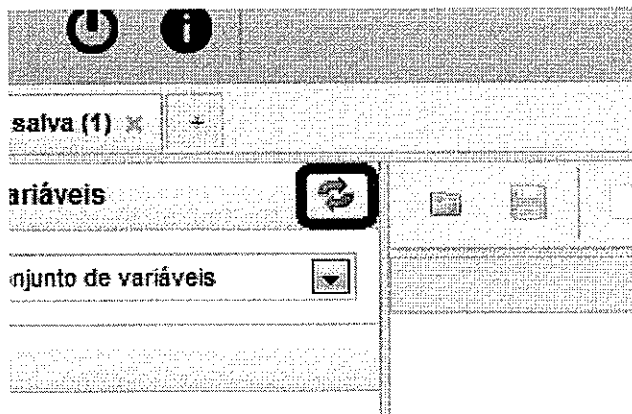 salva (1) ×
ariáveis
njunto de variáveis